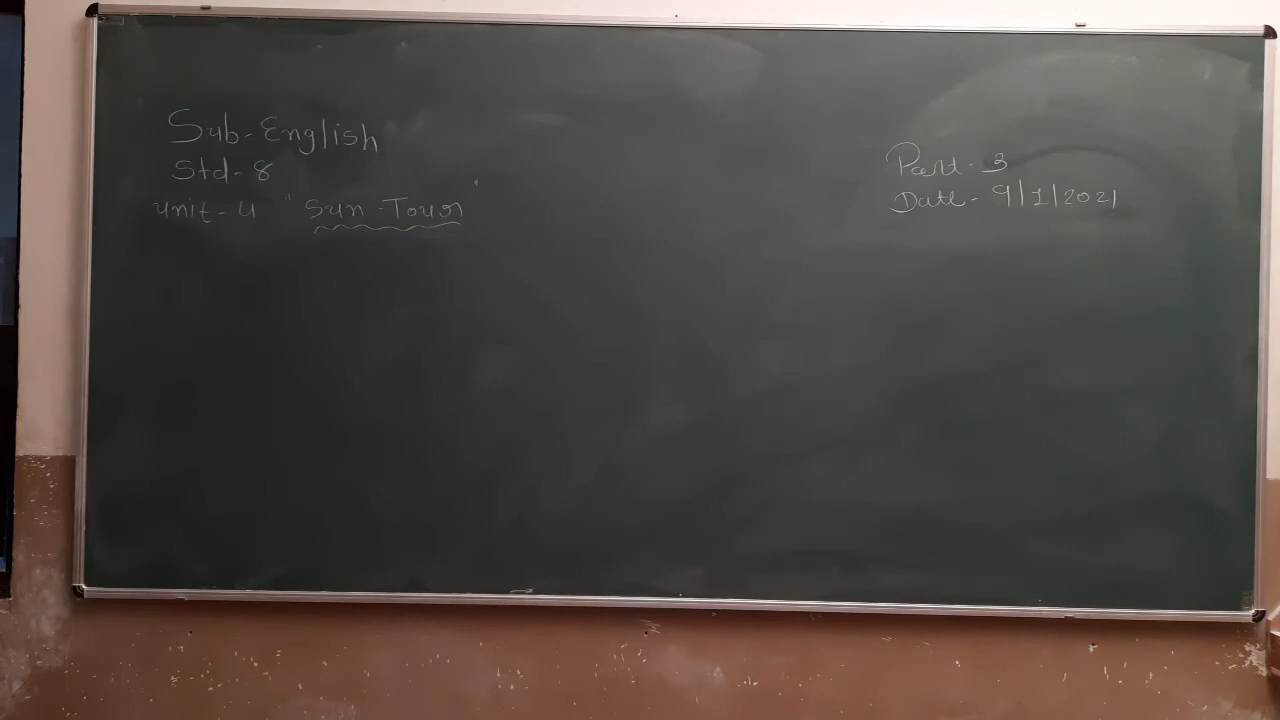 Sub-English
Std-8
Unit-4 "Sun-Tour"
Part-3
Date-9/1/2021